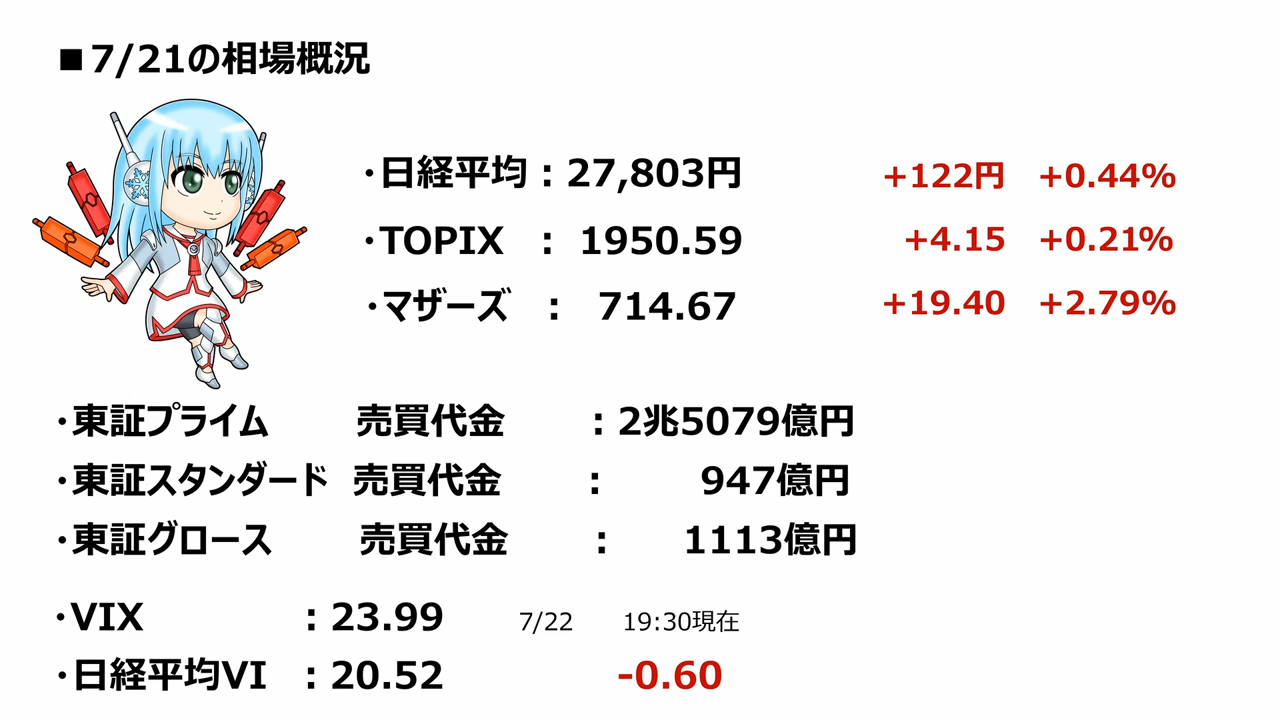 ■7/21の相場概況
・日経平均：27,803円 +122円 +0.44%
・TOPIX ： 1950.59 +4.15 +0.21%
・マザーズ ： 714.67 +19.40 +2.79%
・東証プライム 売買代金 ：2兆5079億円
・東証スタンダード 売買代金 ： 947億円
・東証グロース 売買代金 ： 1113億円
・VIX ：23.99 7/22 19:30現在
・日経平均VI ：20.52 -0.60